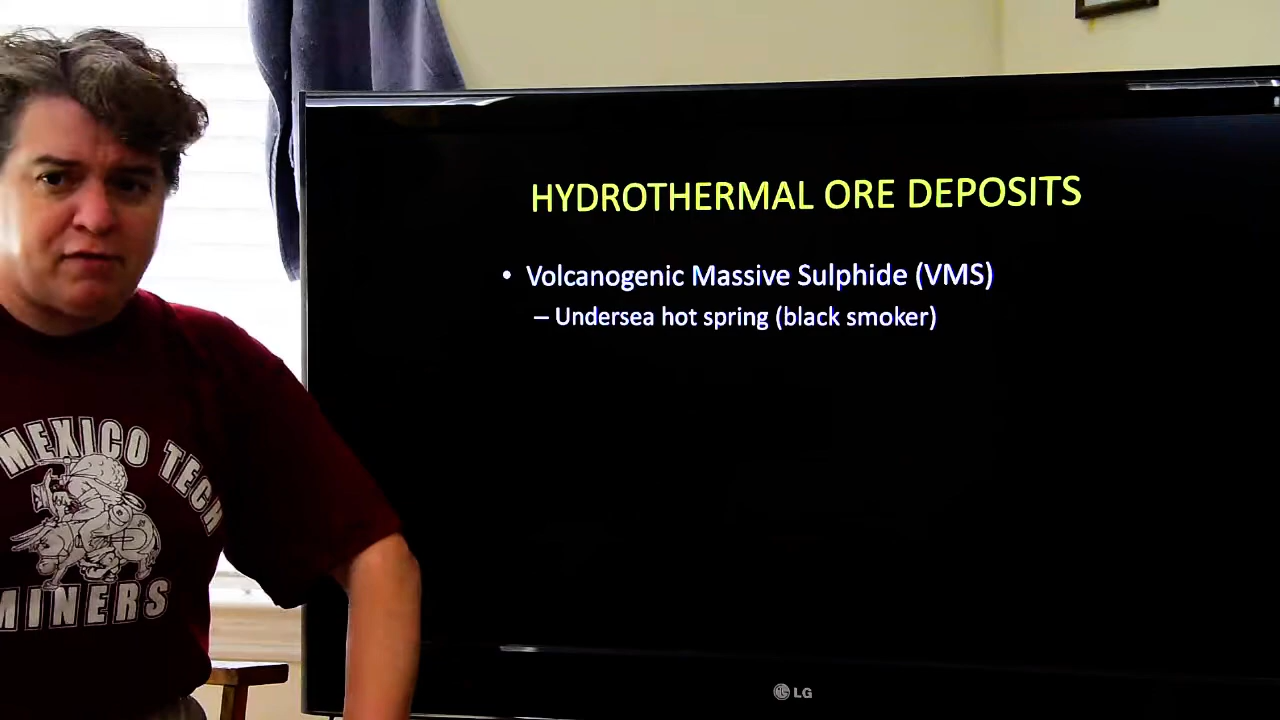 HYDROTHERMAL ORE DEPOSITS
• Volcanogenic Massive Sulphide (VMS)
– Undersea hot spring (black smoker)
MEXICO TECH
MINERS
LG